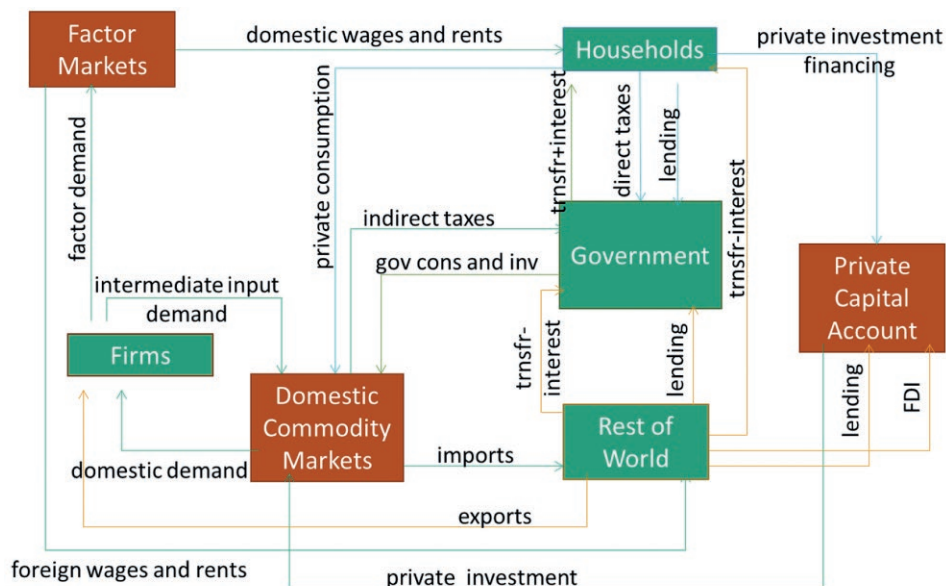 Factor
Markets
domestic wages and rents
Households
private investment
financing
factor demand
private consumption
trnsfr+interest
direct taxes
lending
trnsfr-interest
indirect taxes
gov cons and inv
Government
Private
Capital
Account
intermediate input
demand
Firms
trnsfr-
interest
lending
lending
FDI
Domestic
Commodity
Markets
Rest of
World
domestic demand
imports
exports
foreign wages and rents
private investment